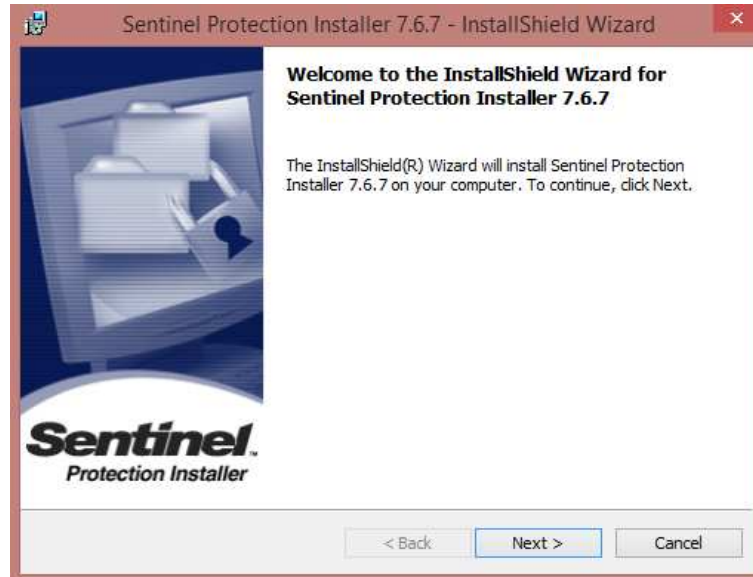 Sentinel Protection Installer 7.6.7 - InstallShield Wizard
Welcome to the InstallShield Wizard for
Sentinel Protection Installer 7.6.7
The InstallShield(R) Wizard will install Sentinel Protection
Installer 7.6.7 on your computer. To continue, click Next.
Sentinel™
Protection Installer
< Back Next > Cancel